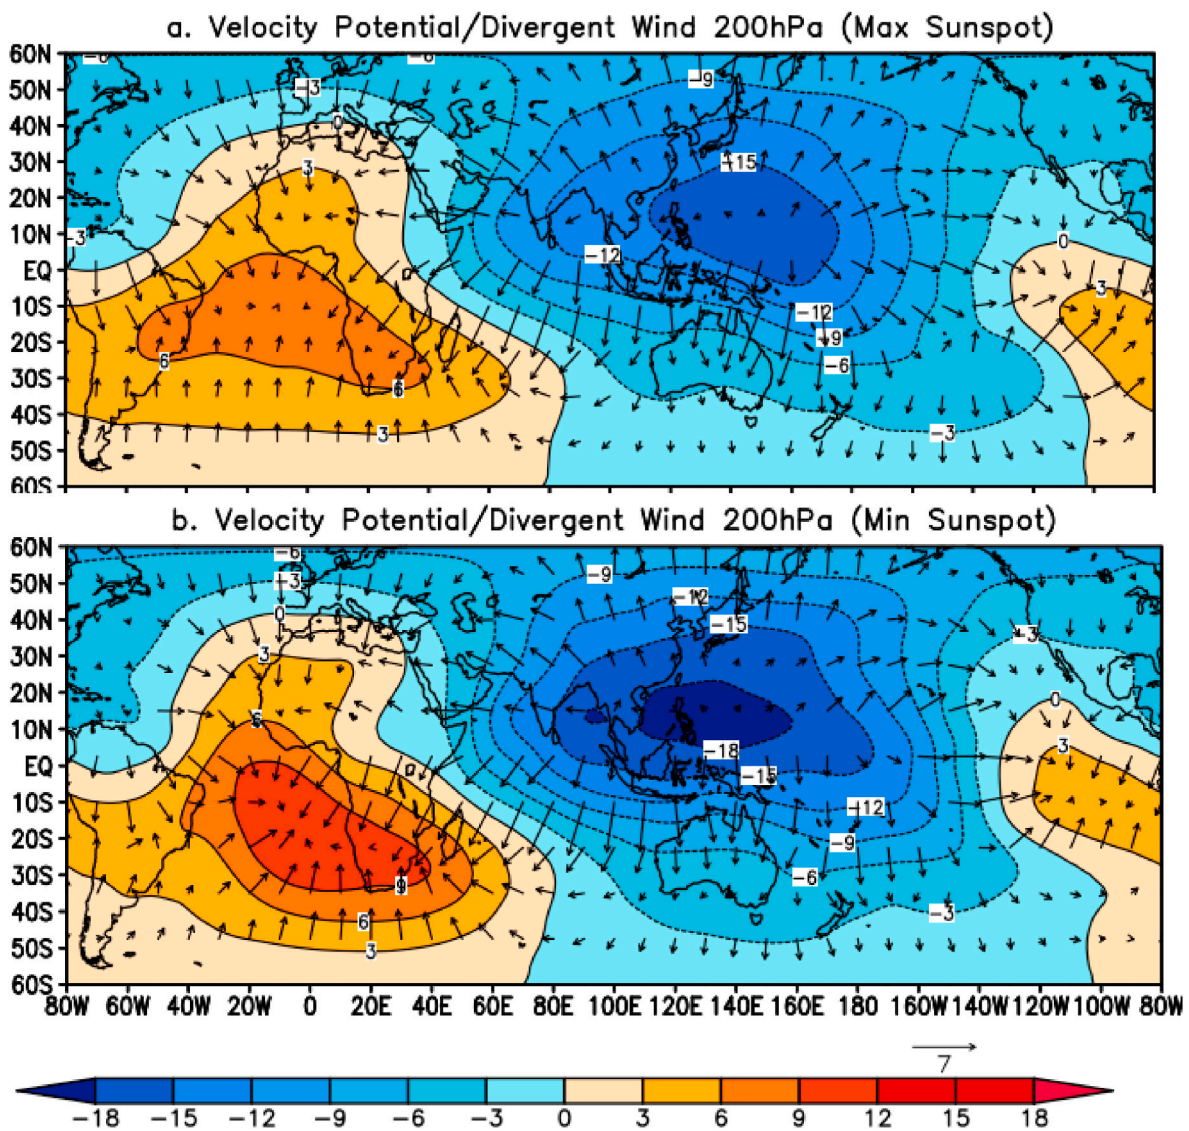 a. Velocity Potential/Divergent Wind 200hPa (Max Sunspot)
60N
50N
40N
30N
20N
10N
EQ
10S
20S
30S
40S
50S
60S
-3
0
3
-3
6
6
3
-9
-15
-12
-12
-9
-6
-3
0
3
b. Velocity Potential/Divergent Wind 200hPa (Min Sunspot)
60N
50N
40N
30N
20N
10N
EQ
10S
20S
30S
40S
50S
60S
-6
-3
0
3
6
9
6
3
-9
-12
-15
-18
-15
-12
-9
-6
-3
-3
0
3
80W 60W 40W 20W 0 20E 40E 60E 80E 100E 120E 140E 160E 180 160W 140W 120W 100W 80W
7
-18 -15 -12 -9 -6 -3 0 3 6 9 12 15 18